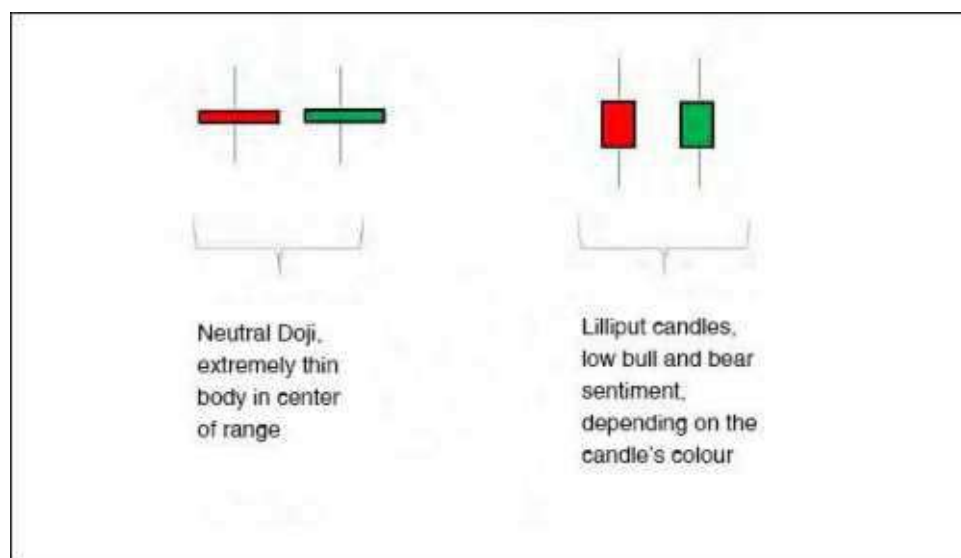 Neutral Doji,
extremely thin
body in center
of range
Lilliput candles,
low bull and bear
sentiment,
depending on the
candle's colour